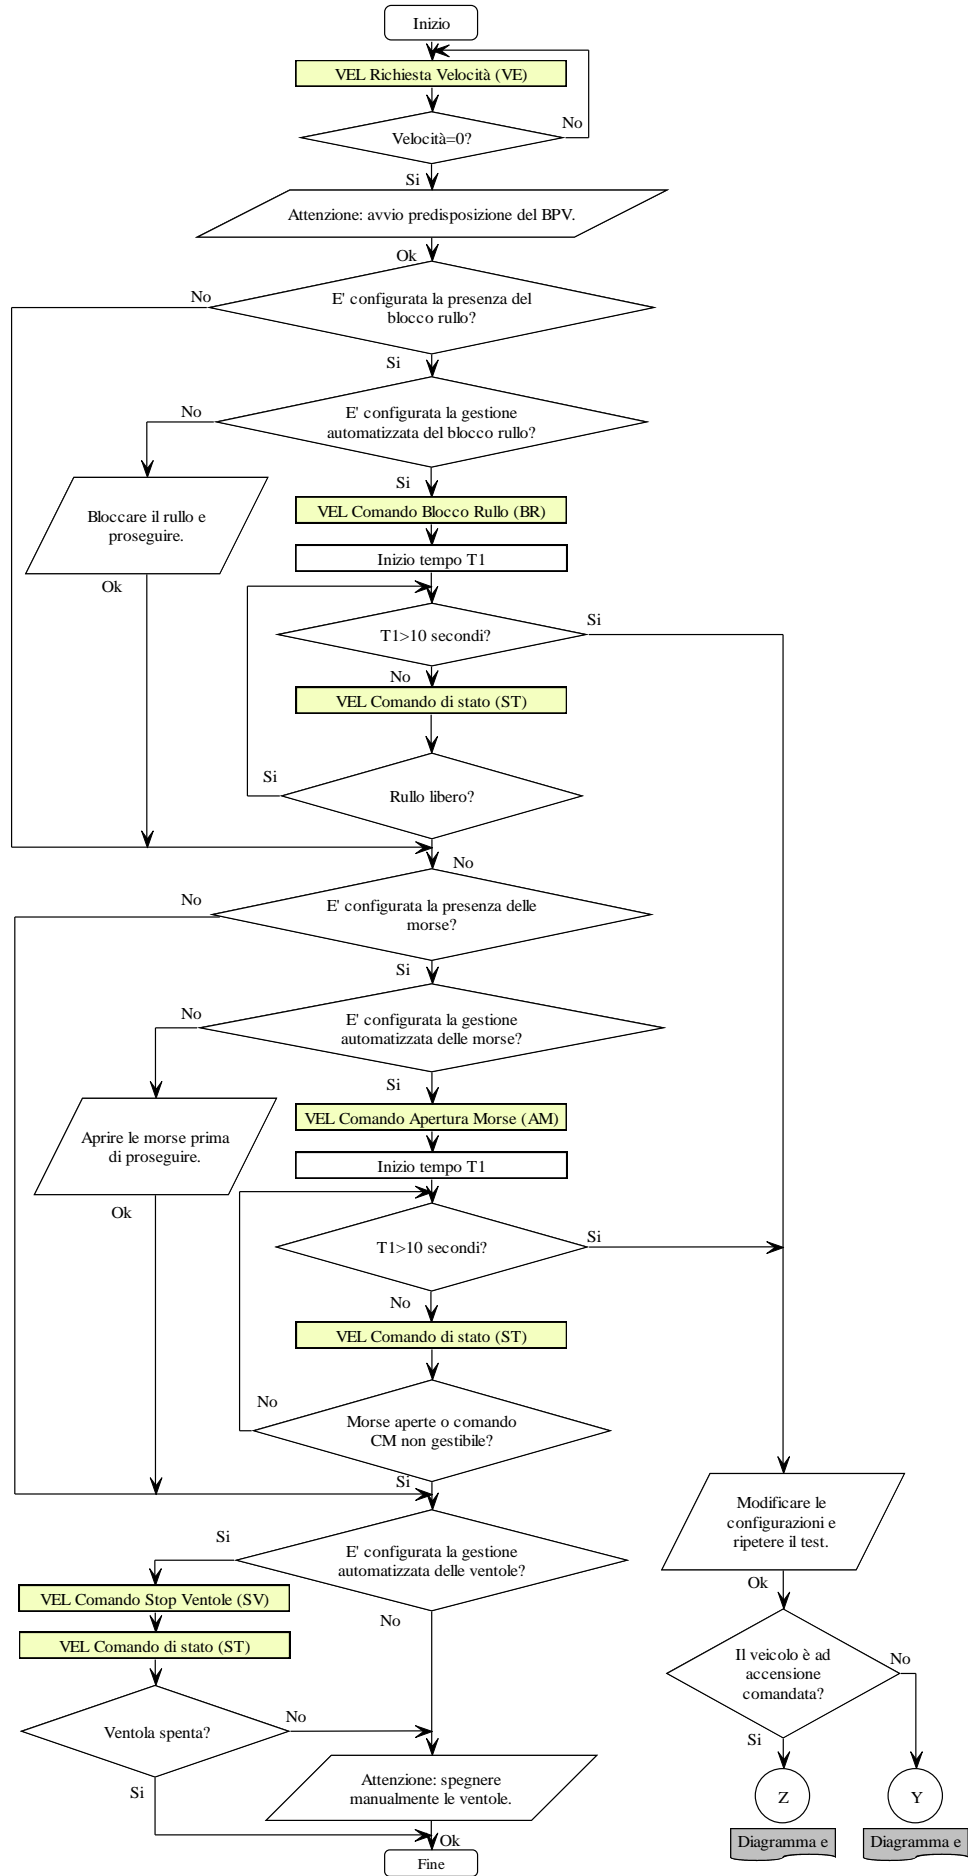 Inizio
VEL Richiesta Velocità (VE)
No
Velocità=0?
Si
Attenzione: avvio predisposizione del BPV.
Ok
No
E' configurata la presenza del
blocco rullo?
Si
No
E' configurata la gestione
automatizzata del blocco rullo?
Si
Bloccare il rullo e
proseguire.
Ok
VEL Comando Blocco Rullo (BR)
Inizio tempo T1
Si
T1>10 secondi?
No
VEL Comando di stato (ST)
Si
Rullo libero?
No
No
E' configurata la presenza delle
morse?
Si
No
E' configurata la gestione
automatizzata delle morse?
Si
Aprire le morse prima
di proseguire.
Ok
VEL Comando Apertura Morse (AM)
Inizio tempo T1
Si
T1>10 secondi?
No
VEL Comando di stato (ST)
No
Morse aperte o comando
CM non gestibile?
Si
Modificare le
configurazioni e
ripetere il test.
Ok
Si
E' configurata la gestione
automatizzata delle ventole?
No
VEL Comando Stop Ventole (SV)
VEL Comando di stato (ST)
Il veicolo è ad
accensione
comandata?
No
Si
Ventola spenta?
No
Si
Attenzione: spegnere
manualmente le ventole.
Ok
Z
Y
Diagramma e
Diagramma e
Fine